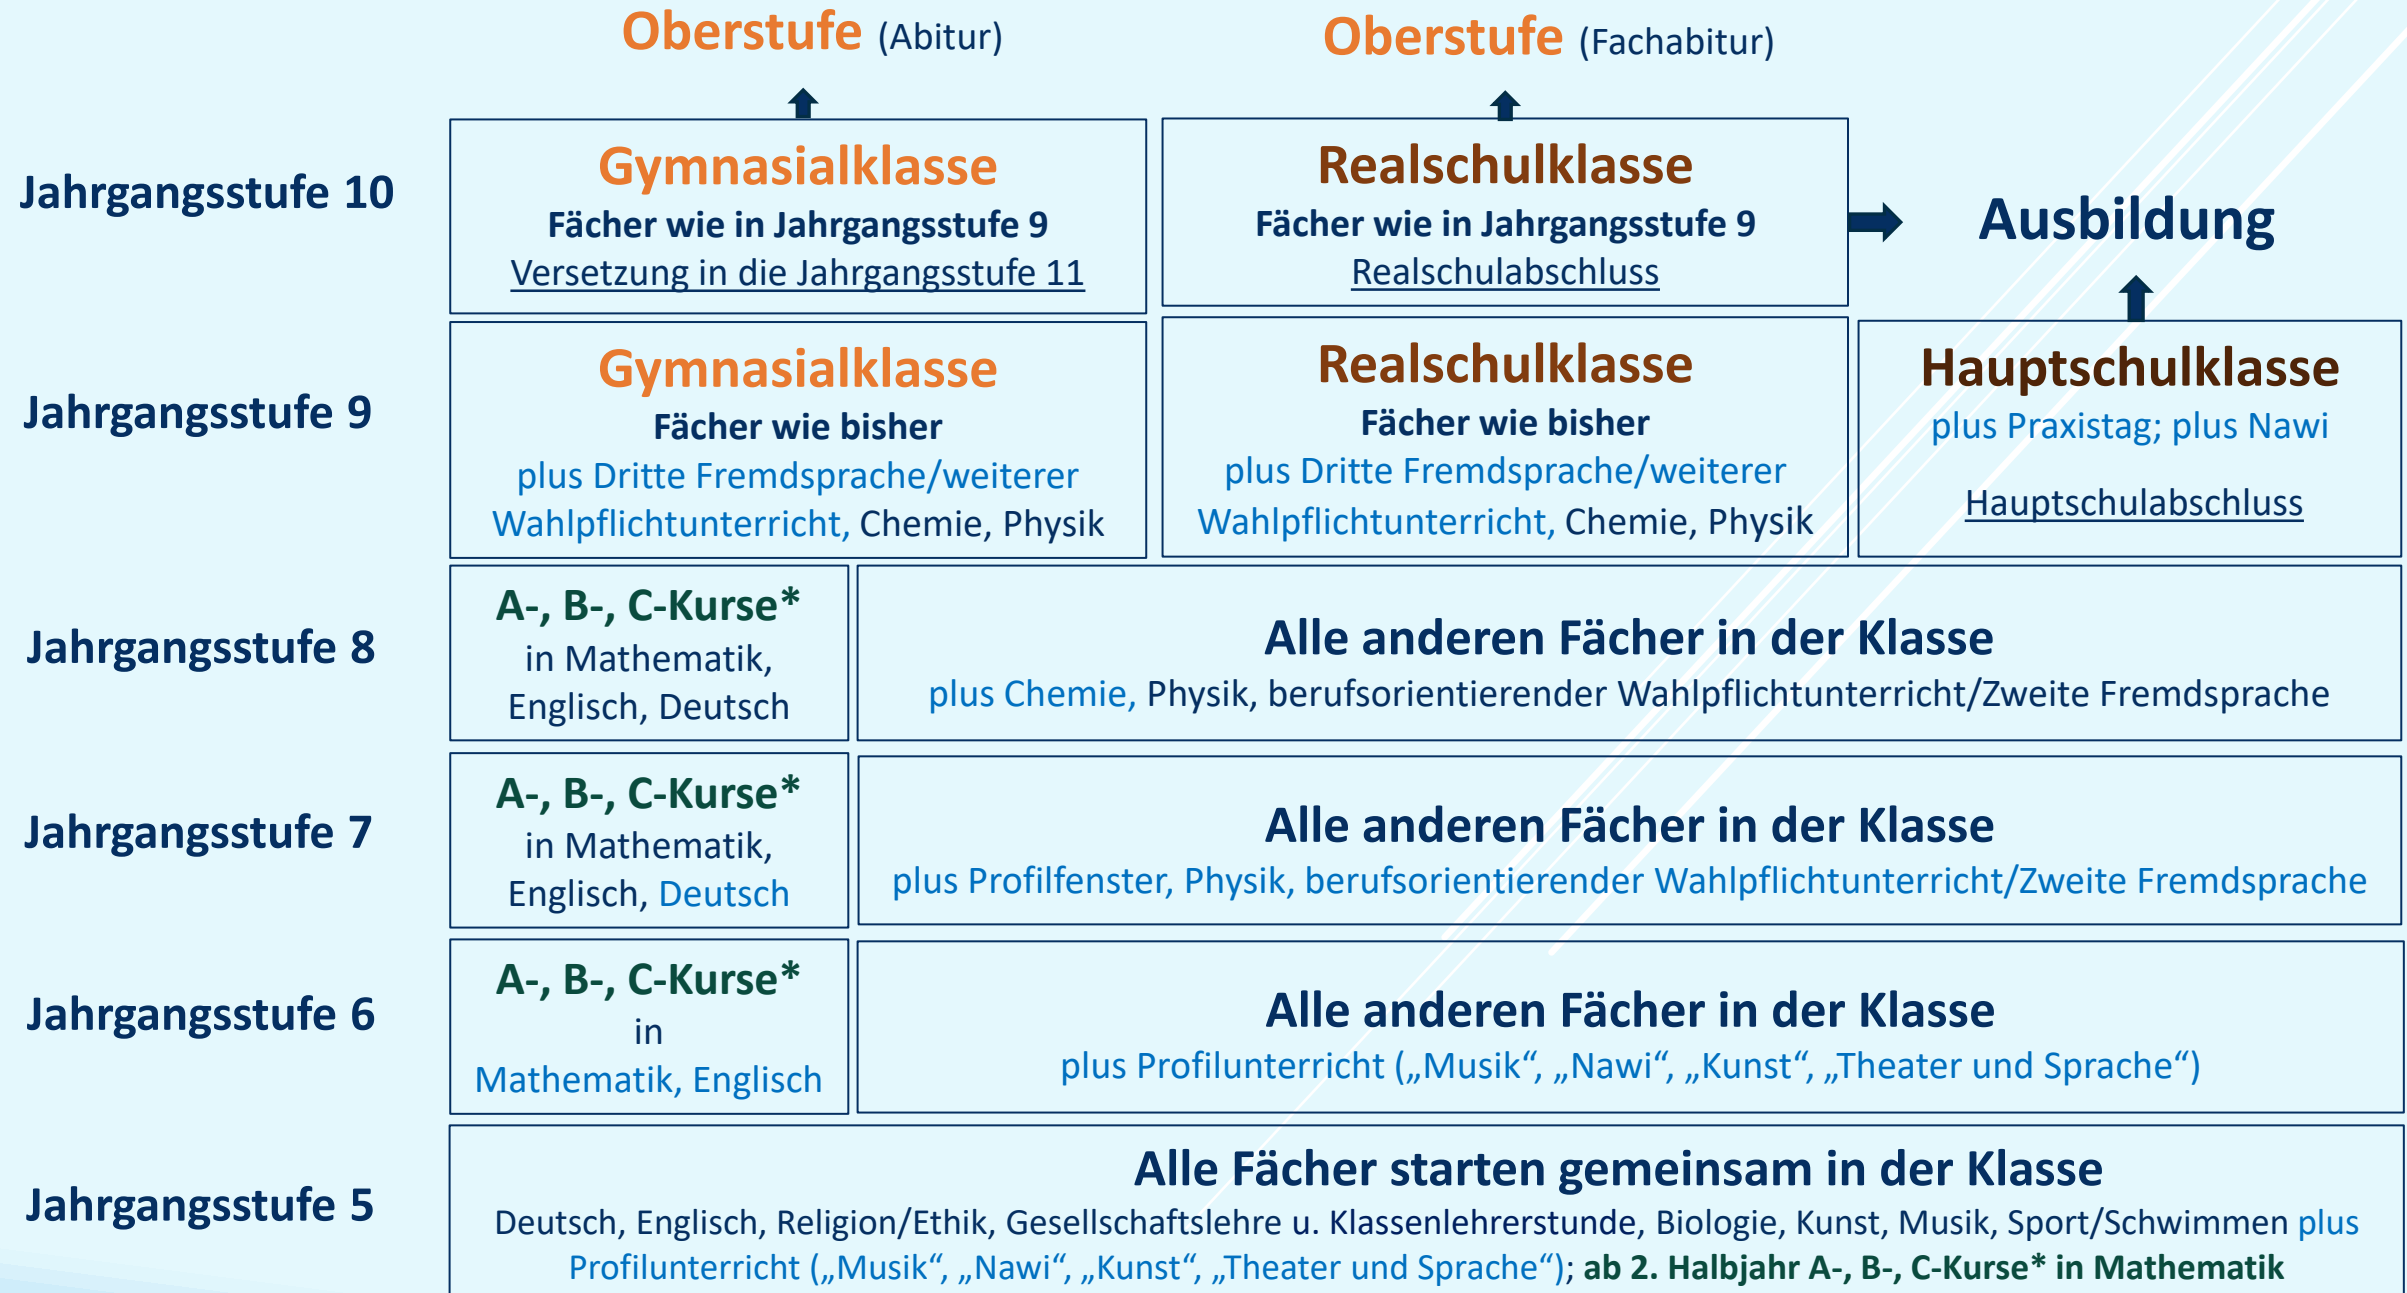 Oberstufe (Abitur)
Oberstufe (Fachabitur)
Jahrgangsstufe 10
Gymnasialklasse
Fächer wie in Jahrgangsstufe 9
Versetzung in die Jahrgangsstufe 11
Realschulklasse
Fächer wie in Jahrgangsstufe 9
Realschulabschluss
Ausbildung
Jahrgangsstufe 9
Gymnasialklasse
Fächer wie bisher
plus Dritte Fremdsprache/weiterer
Wahlpflichtunterricht, Chemie, Physik
Realschulklasse
Fächer wie bisher
plus Dritte Fremdsprache/weiterer
Wahlpflichtunterricht, Chemie, Physik
Hauptschulklasse
plus Praxistag; plus Nawi
Hauptschulabschluss
Jahrgangsstufe 8
A-, B-, C-Kurse*
in Mathematik,
Englisch, Deutsch
Alle anderen Fächer in der Klasse
plus Chemie, Physik, berufsorientierender Wahlpflichtunterricht/Zweite Fremdsprache
Jahrgangsstufe 7
A-, B-, C-Kurse*
in Mathematik,
Englisch, Deutsch
Alle anderen Fächer in der Klasse
plus Profilfenster, Physik, berufsorientierender Wahlpflichtunterricht/Zweite Fremdsprache
Jahrgangsstufe 6
A-, B-, C-Kurse*
in
Mathematik, Englisch
Alle anderen Fächer in der Klasse
plus Profilunterricht („Musik“, „Nawi“, „Kunst“, „Theater und Sprache“)
Jahrgangsstufe 5
Alle Fächer starten gemeinsam in der Klasse
Deutsch, Englisch, Religion/Ethik, Gesellschaftslehre u. Klassenlehrerstunde, Biologie, Kunst, Musik, Sport/Schwimmen plus
Profilunterricht („Musik“, „Nawi“, „Kunst“, „Theater und Sprache“); ab 2. Halbjahr A-, B-, C-Kurse* in Mathematik